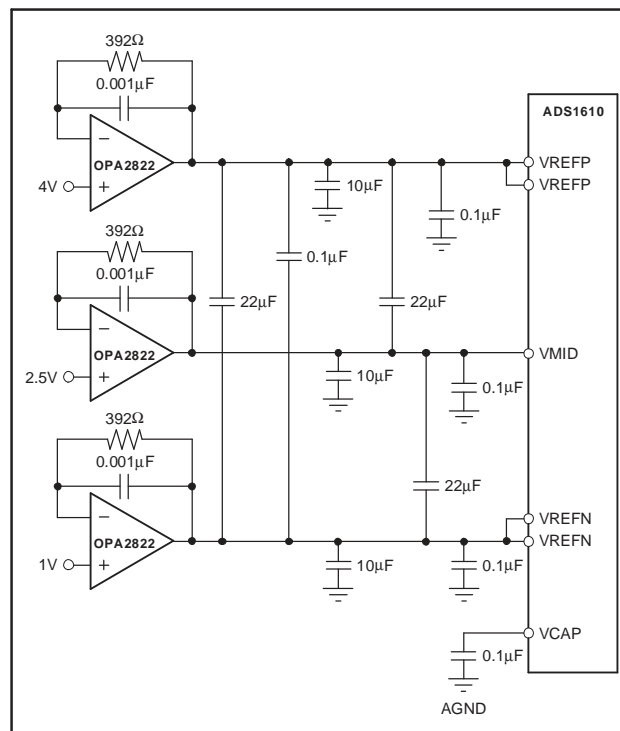 392Ω
0.001μF
ADS1610
OPA2822
VREFP
4V
10μF
VREFP
0.1μF
392Ω
0.001μF
0.1μF
22μF
22μF
OPA2822
VMID
2.5V
10μF
0.1μF
392Ω
0.001μF
22μF
VREFN
OPA2822
VREFN
1V
10μF
0.1μF
VCAP
0.1μF
AGND